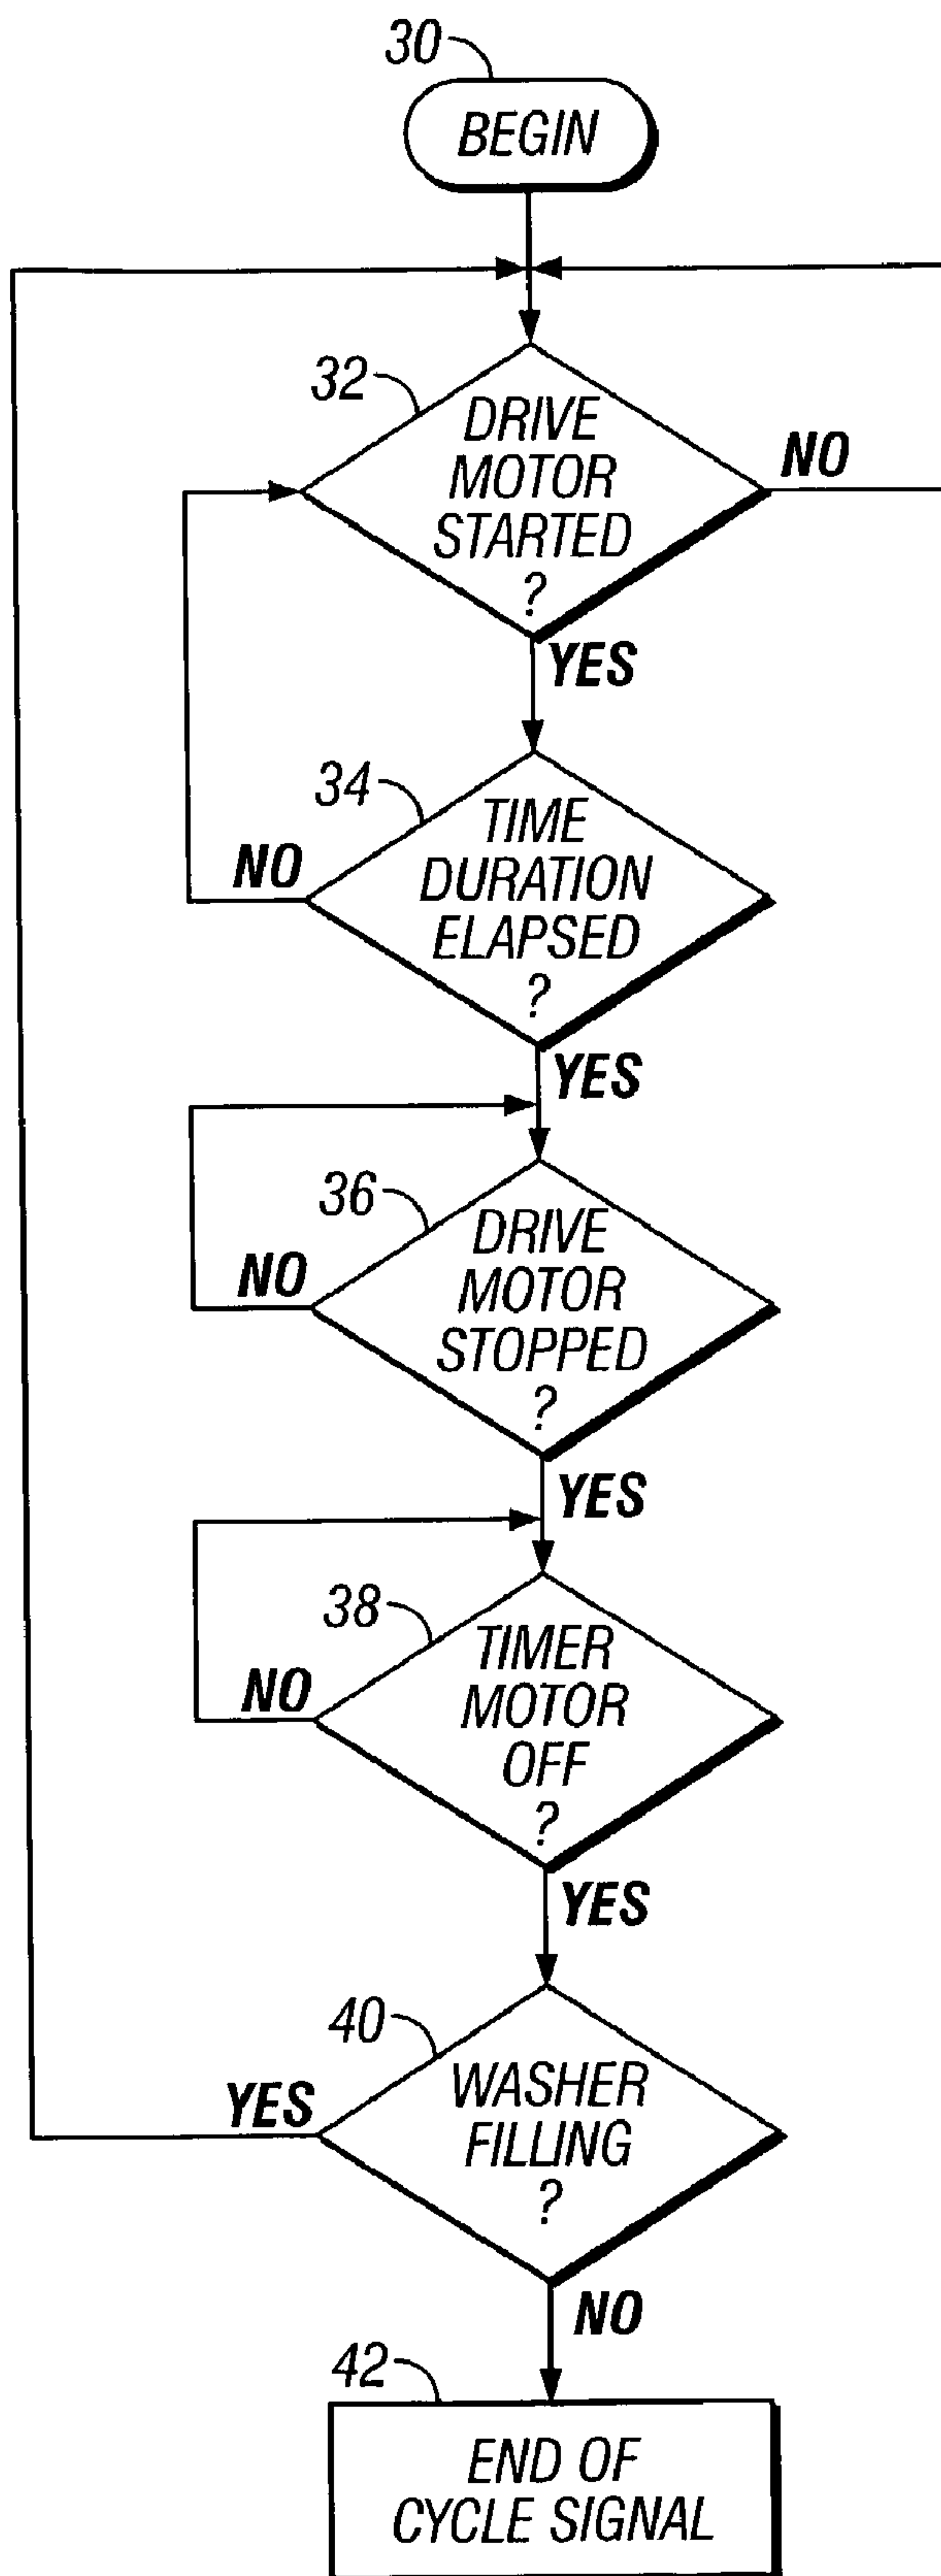 30
BEGIN
32
DRIVE
MOTOR
STARTED
?
NO
YES
34
TIME
DURATION
ELAPSED
?
NO
YES
36
DRIVE
MOTOR
STOPPED
?
NO
YES
38
TIMER
MOTOR
OFF
?
NO
YES
40
WASHER
FILLING
?
YES
NO
42
END OF
CYCLE SIGNAL